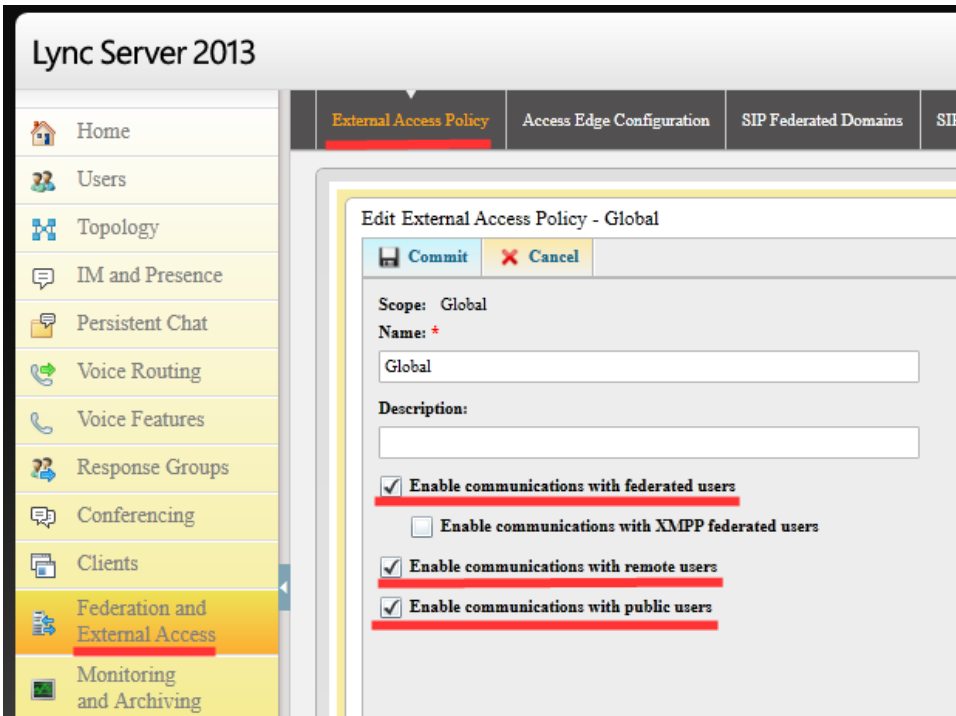 Lync Server 2013
Home
Users
Topology
IM and Presence
Persistent Chat
Voice Routing
Voice Features
Response Groups
Conferencing
Clients
Federation and
External Access
Monitoring
and Archiving
External Access Policy
Access Edge Configuration
SIP Federated Domains
Edit External Access Policy - Global
Commit
Cancel
Scope: Global
Name: *
Global
Description:
Enable communications with federated users
Enable communications with XMPP federated users
Enable communications with remote users
Enable communications with public users